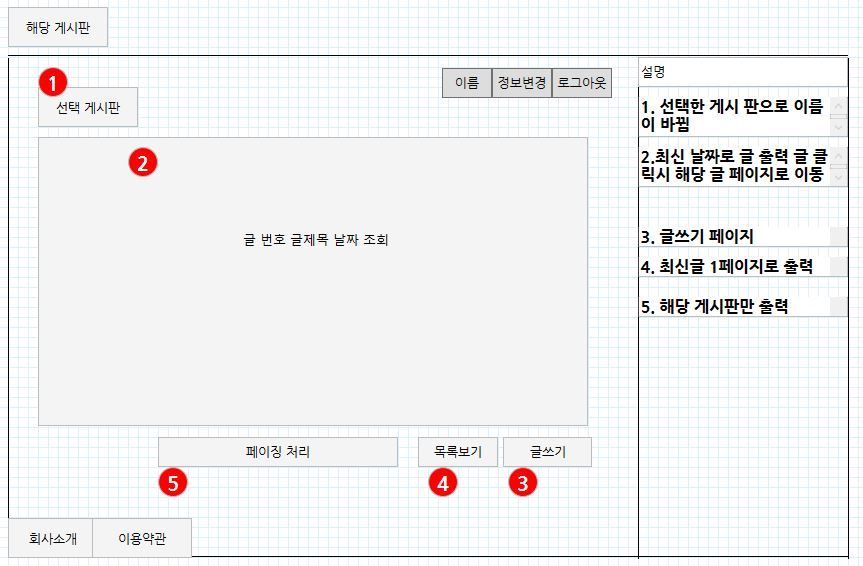 해당 게시판
1
이름 정보변경 로그아웃
선택 게시판
2
글 번호 글제목 날짜 조회
페이징 처리 목록보기 글쓰기
5 4 3
회사소개 이용약관
설명
1. 선택한 게시 판으로 이름
이 바뀜
2.최신 날짜로 글 출력 글 클
릭시 해당 글 페이지로 이동
3. 글쓰기 페이지
4. 최신글 1페이지로 출력
5. 해당 게시판만 출력